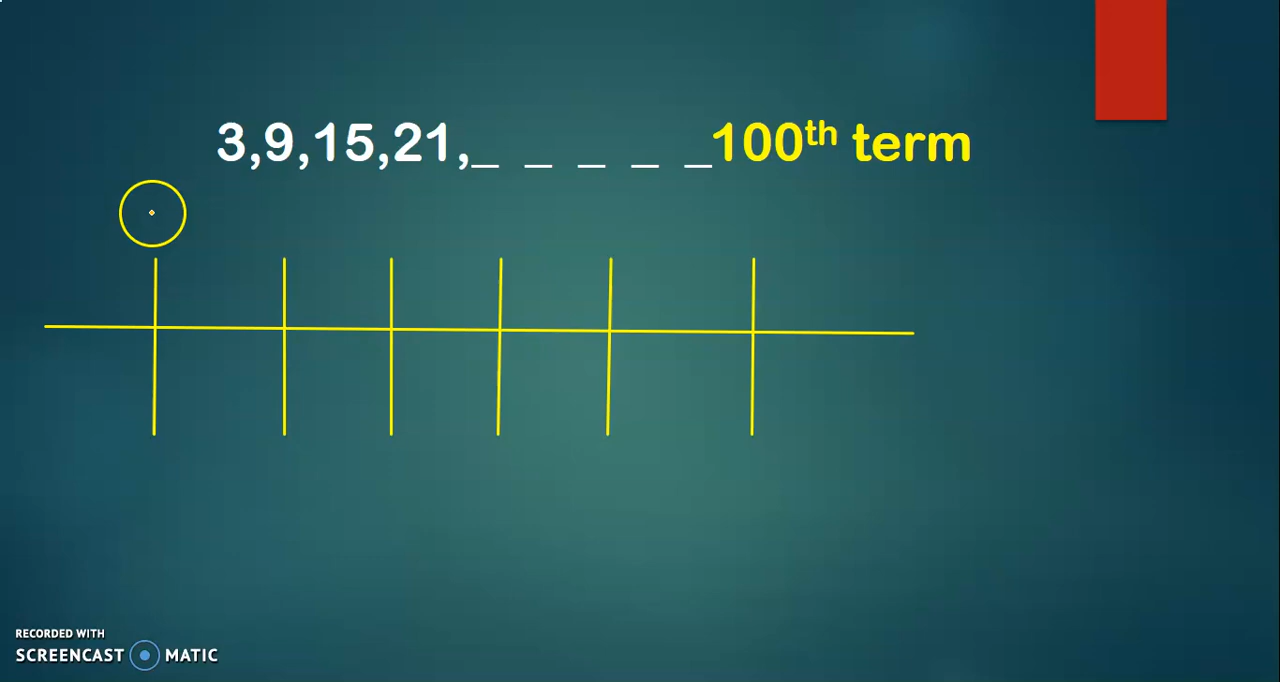 3,9,15,21,_ _ _ _ _100th term
RECORDED WITH
SCREENCAST MATIC